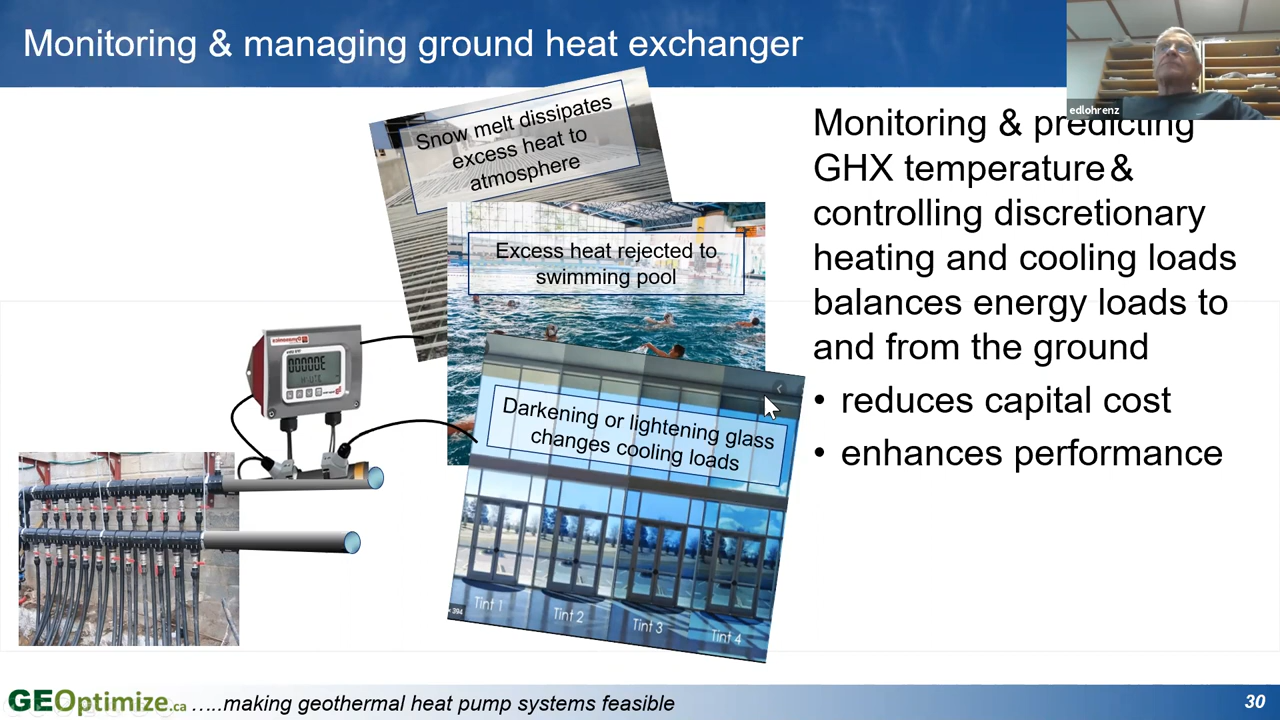 Monitoring & managing ground heat exchanger
edlohrenz
Snow melt dissipates
excess heat to
atmosphere
Excess heat rejected to
swimming pool
Darkening or lightening glass
changes cooling loads
Tint 1
Tint 2
Tint 3
Tint 4
Monitoring & predicting
GHX temperature &
controlling discretionary
heating and cooling loads
balances energy loads to
and from the ground
• reduces capital cost
• enhances performance
GEOptimize.ca .....making geothermal heat pump systems feasible
30